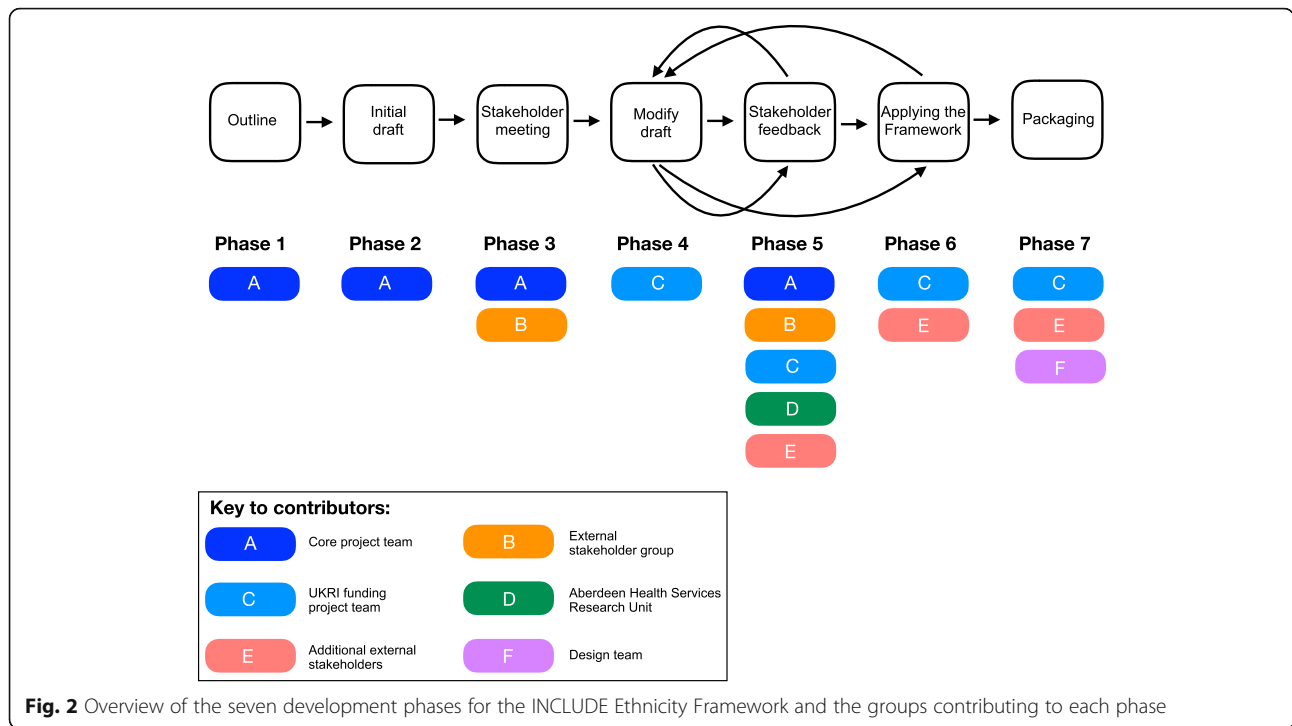 Outline
Initial
draft
Stakeholder
meeting
Modify
draft
Stakeholder
feedback
Applying the
Framework
Packaging
Phase 1
Phase 2
Phase 3
Phase 4
Phase 5
Phase 6
Phase 7
A
A
A
C
A
C
C
B
B
E
E
C
F
D
E
Key to contributors:
A
Core project team
B
External
stakeholder group
C
UKRI funding
project team
D
Aberdeen Health Services
Research Unit
E
Additional external
stakeholders
F
Design team
Fig. 2 Overview of the seven development phases for the INCLUDE Ethnicity Framework and the groups contributing to each phase